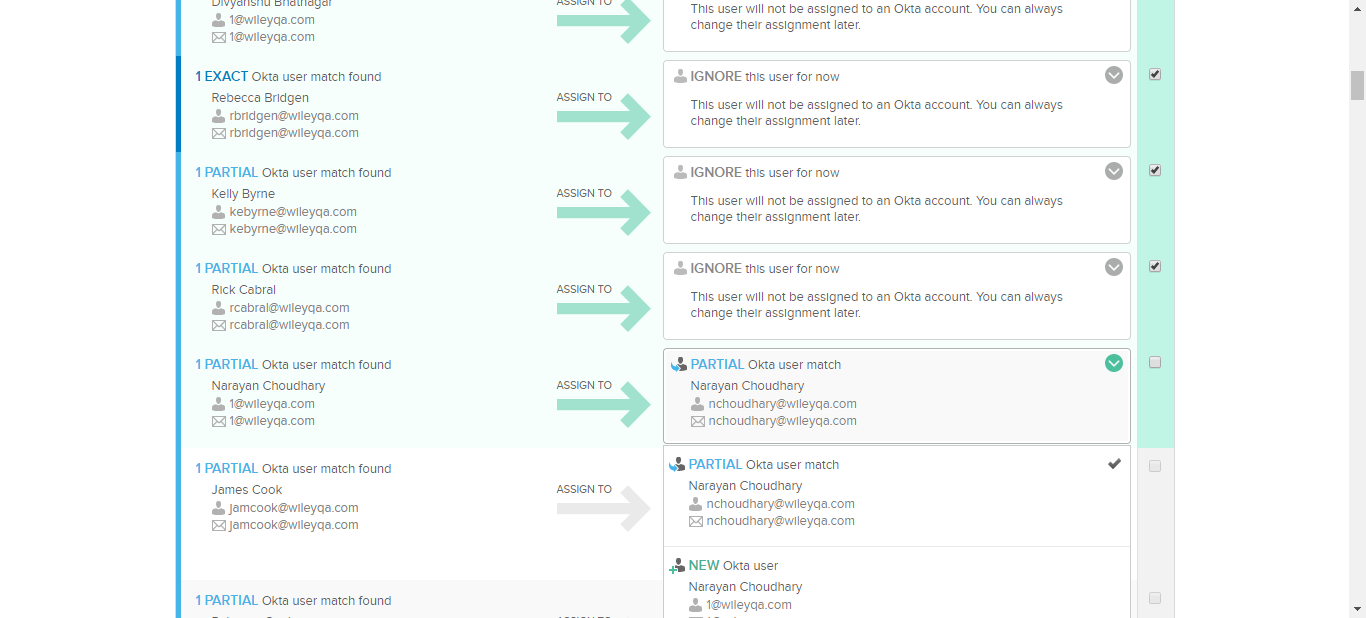 Divyanshu Bhatnagar
1@wileyqa.com
1@wileyqa.com
ASSIGN TO
This user will not be assigned to an Okta account. You can always
change their assignment later.
1 EXACT Okta user match found
Rebecca Bridgen
rbridgen@wileyqa.com
rbridgen@wileyqa.com
ASSIGN TO
IGNORE this user for now
This user will not be assigned to an Okta account. You can always
change their assignment later.
1 PARTIAL Okta user match found
Kelly Byrne
kebyrne@wileyqa.com
kebyrne@wileyqa.com
ASSIGN TO
IGNORE this user for now
This user will not be assigned to an Okta account. You can always
change their assignment later.
1 PARTIAL Okta user match found
Rick Cabral
rcabral@wileyqa.com
rcabral@wileyqa.com
ASSIGN TO
IGNORE this user for now
This user will not be assigned to an Okta account. You can always
change their assignment later.
1 PARTIAL Okta user match found
Narayan Choudhary
1@wileyqa.com
1@wileyqa.com
ASSIGN TO
PARTIAL Okta user match
Narayan Choudhary
nchoudhary@wileyqa.com
nchoudhary@wileyqa.com
1 PARTIAL Okta user match found
James Cook
jamcook@wileyqa.com
jamcook@wileyqa.com
ASSIGN TO
PARTIAL Okta user match
Narayan Choudhary
nchoudhary@wileyqa.com
nchoudhary@wileyqa.com
NEW Okta user
Narayan Choudhary
1@wileyqa.com
1 PARTIAL Okta user match found